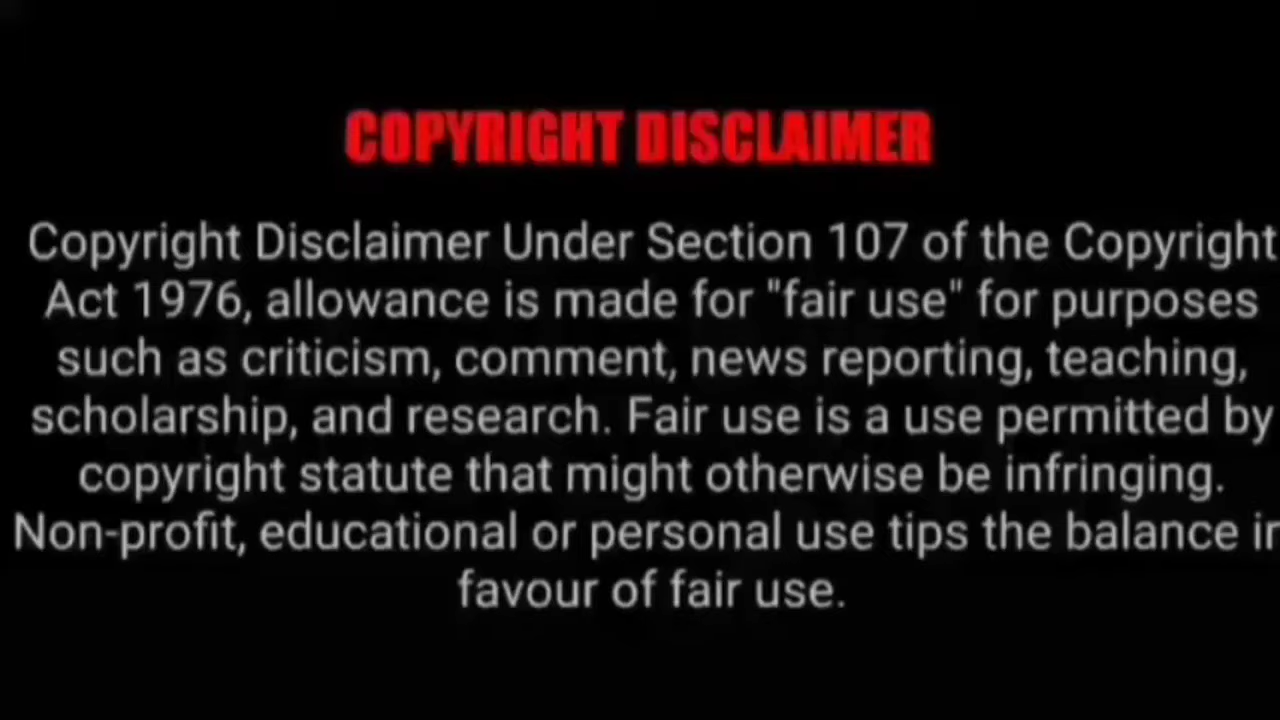 COPYRIGHT DISCLAIMER
Copyright Disclaimer Under Section 107 of the Copyright
Act 1976, allowance is made for "fair use" for purposes
such as criticism, comment, news reporting, teaching,
scholarship, and research. Fair use is a use permitted by
copyright statute that might otherwise be infringing.
Non-profit, educational or personal use tips the balance in
favour of fair use.